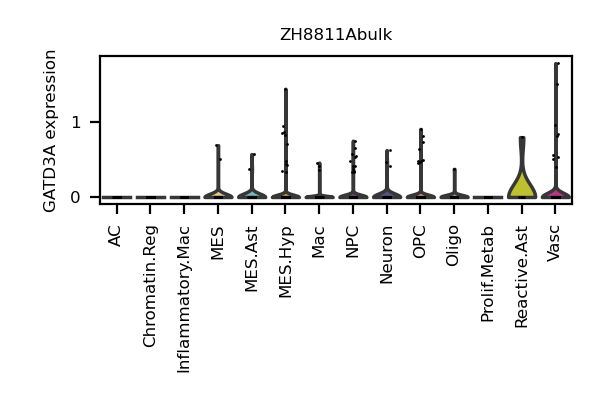 ZH8811Abulk
GATD3A expression
1
0
AC
Chromatin.Reg
Inflammatory.Mac
MES
MES.Ast
MES.Hyp
Mac
NPC
Neuron
OPC
Oligo
Prolif.Metab
Reactive.Ast
Vasc